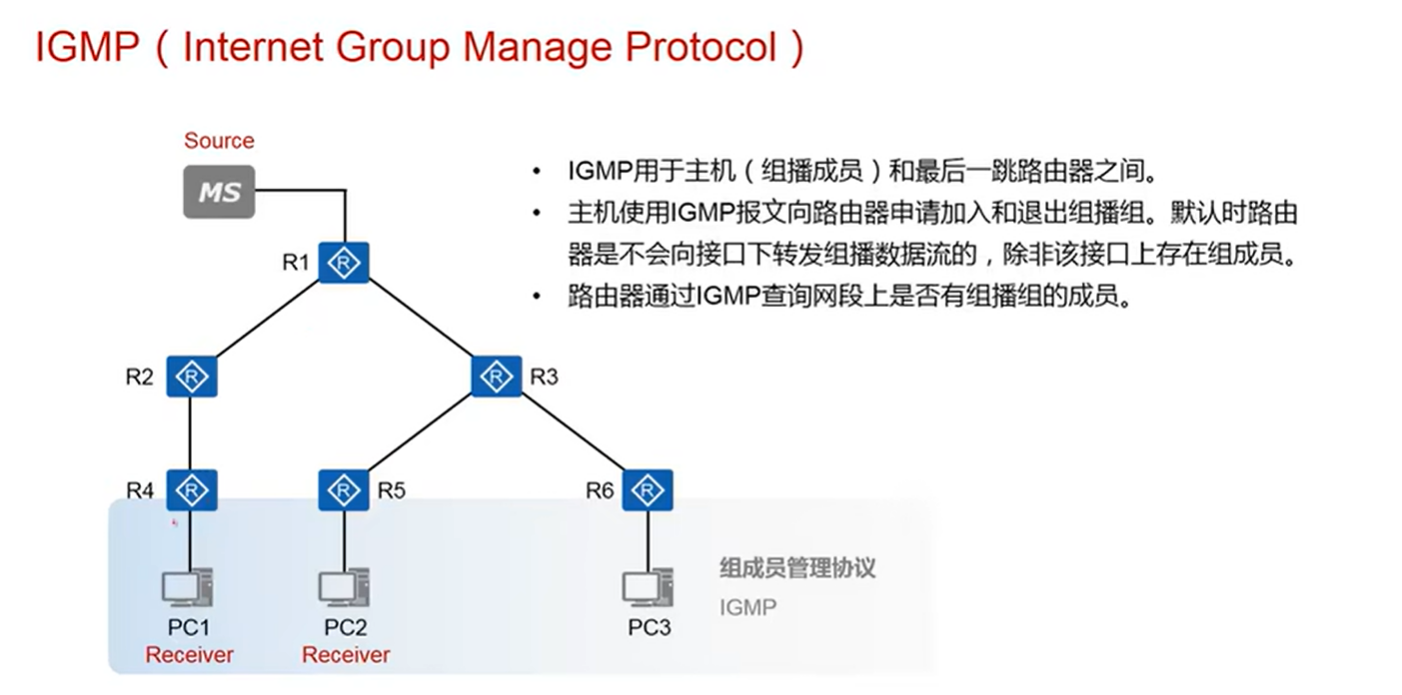 IGMP（Internet Group Manage Protocol）
Source
MS
• IGMP用于主机（组播成员）和最后一跳路由器之间。
• 主机使用IGMP报文向路由器申请加入和退出组播组。默认时路由
器是不会向接口下转发组播数据流的，除非该接口上存在组成员。
• 路由器通过IGMP查询网段上是否有组播组的成员。
R1
R
R2
R
R
R3
R4
R
R
R5
R6
R
组成员管理协议
IGMP
PC1
PC2
PC3
Receiver
Receiver